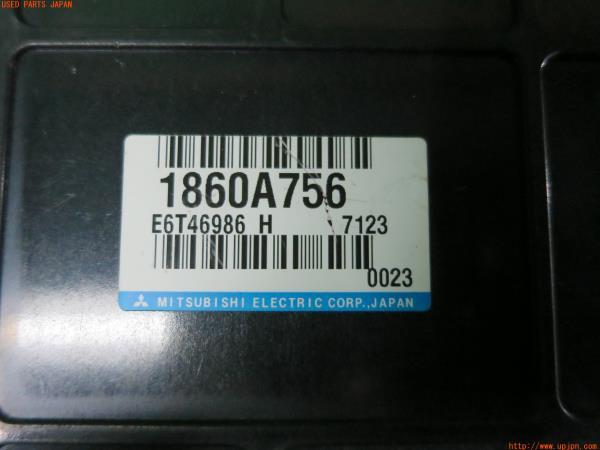 USED PARTS JAPAN
1860A756
E6T46986 H 7123
0023
MITSUBISHI ELECTRIC CORP.,JAPAN
http://www.upjpn.com/